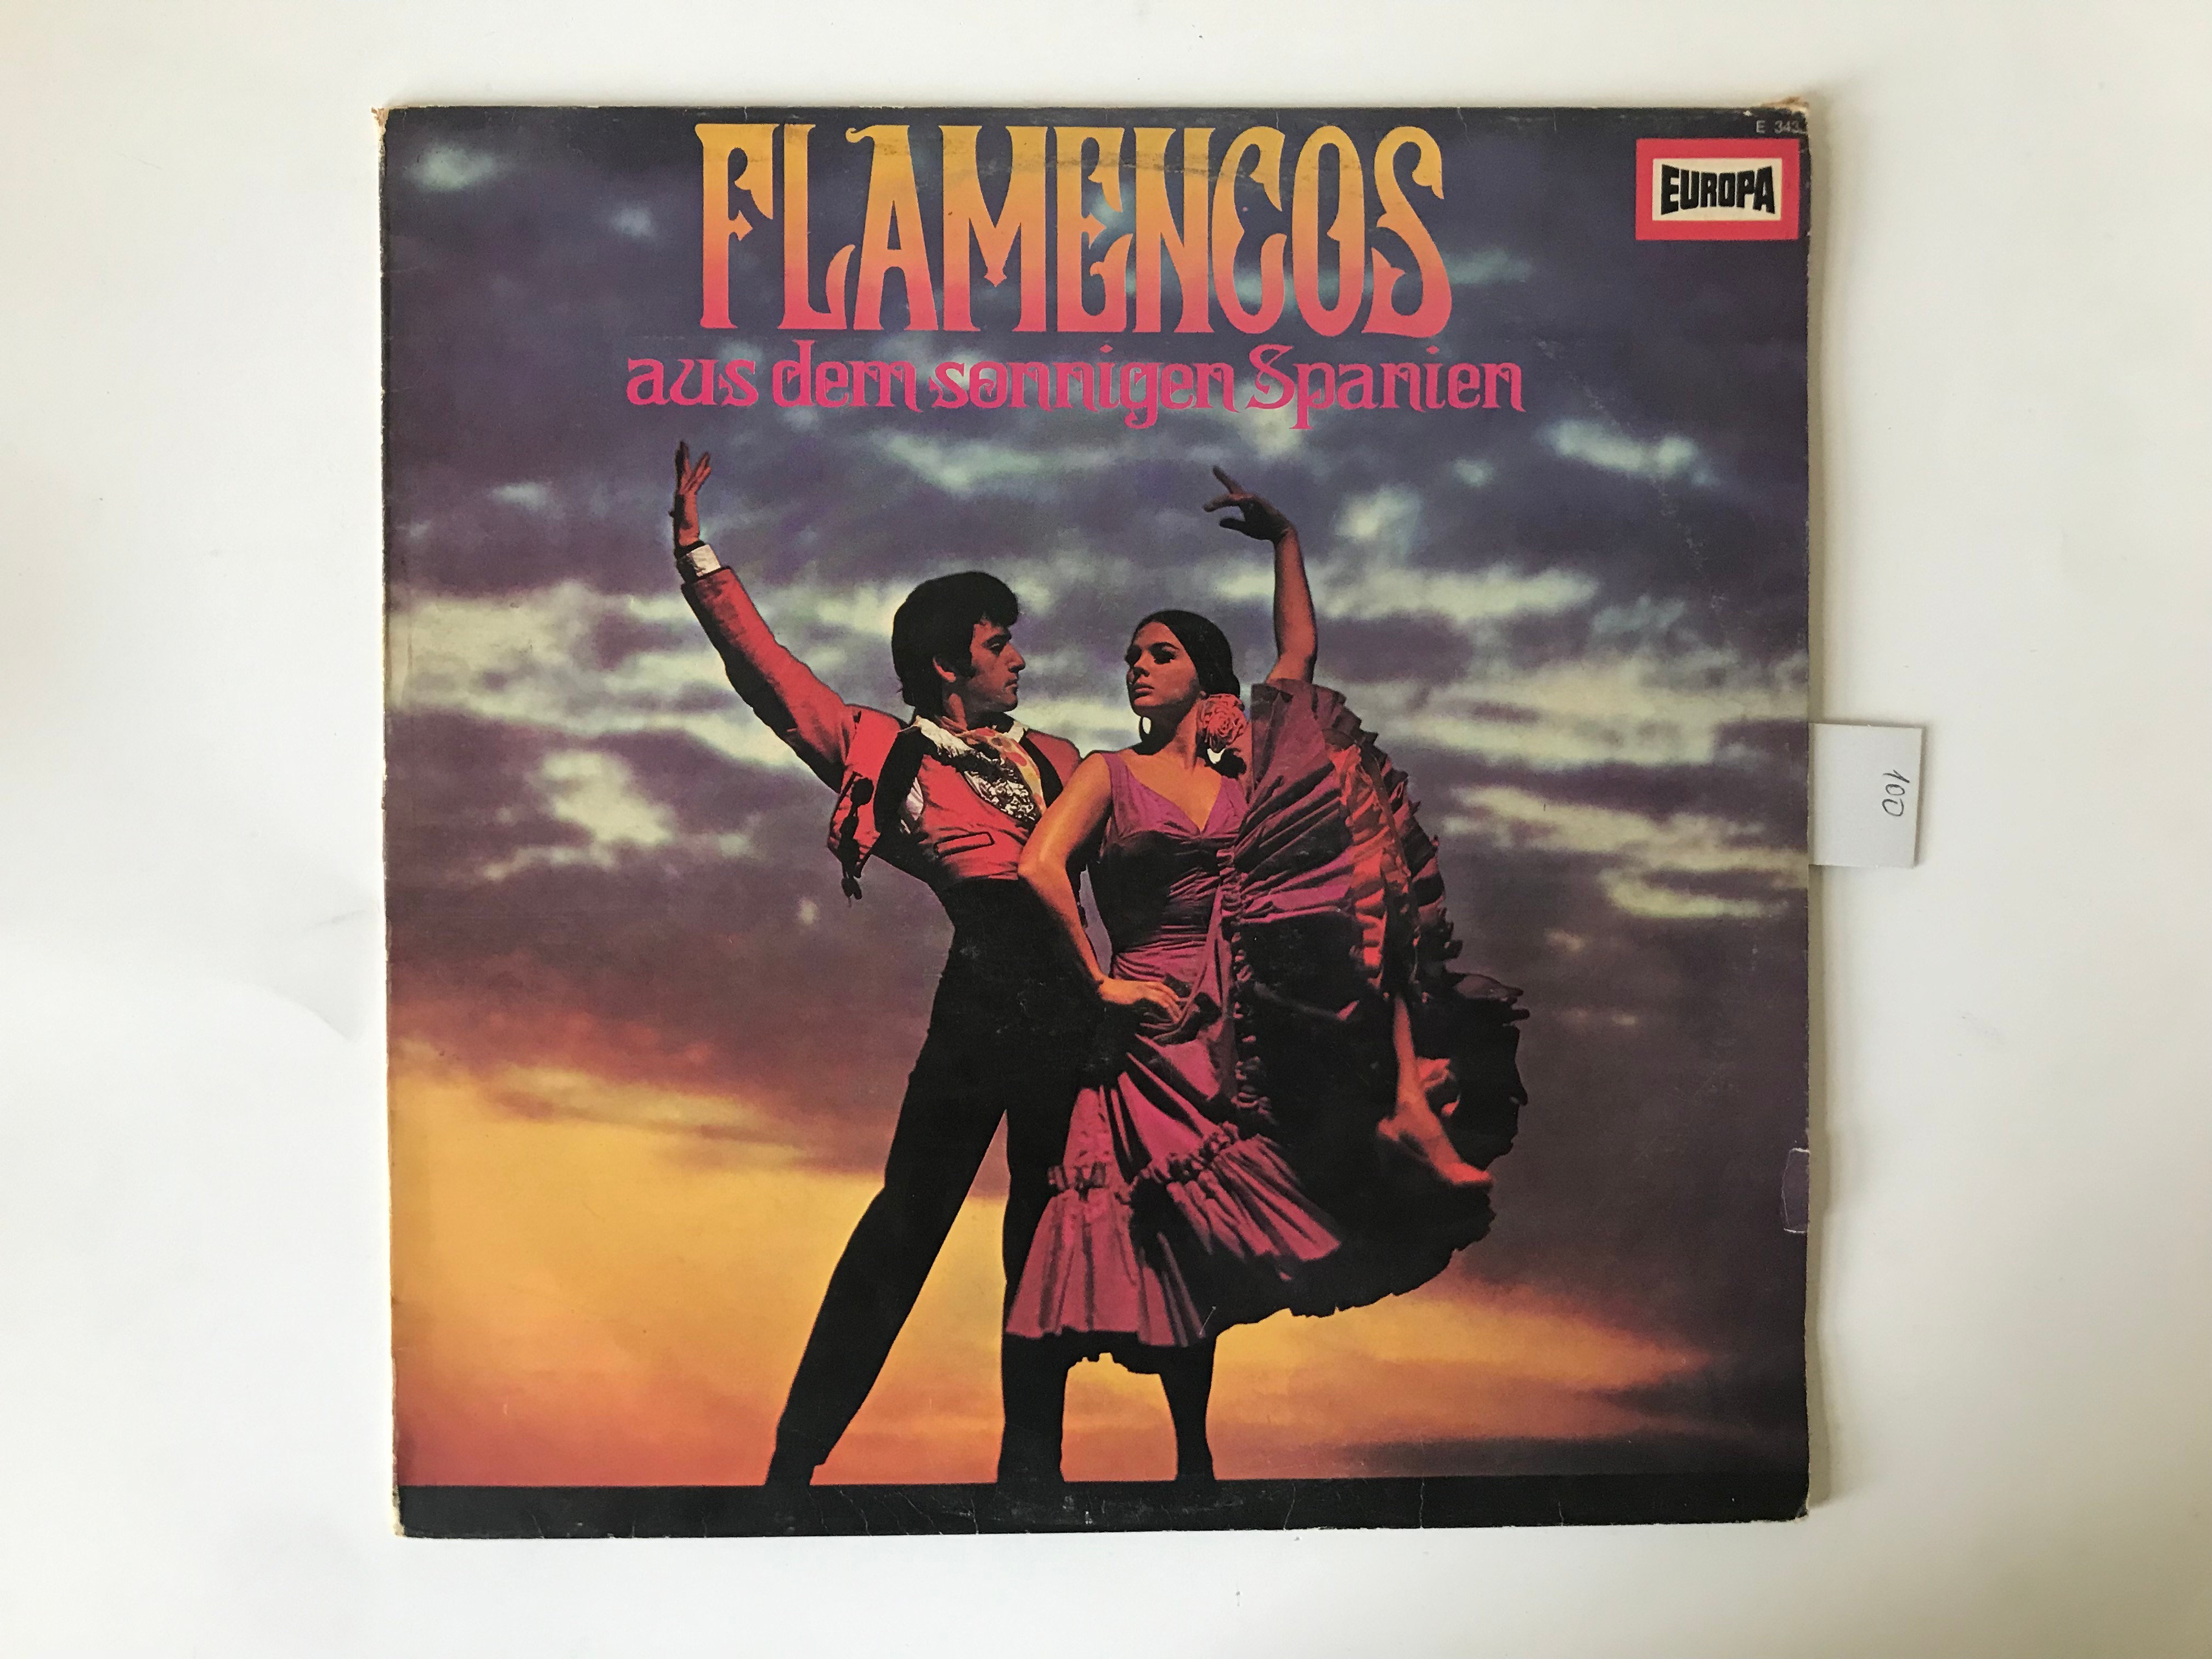 FLAMENCOS
E 343
EUROPA
aus dem sonnigen Spanien
100